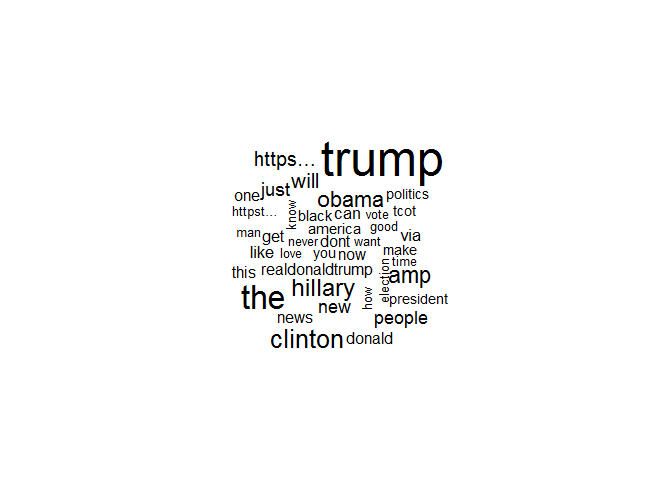 https… trump
one just will
obama politics
httpst… know black can vote tcot
man get america good
never dont want via
like love you now make
time
this realdonaldtrump election amp
the hillary how president
new
news people
clinton donald